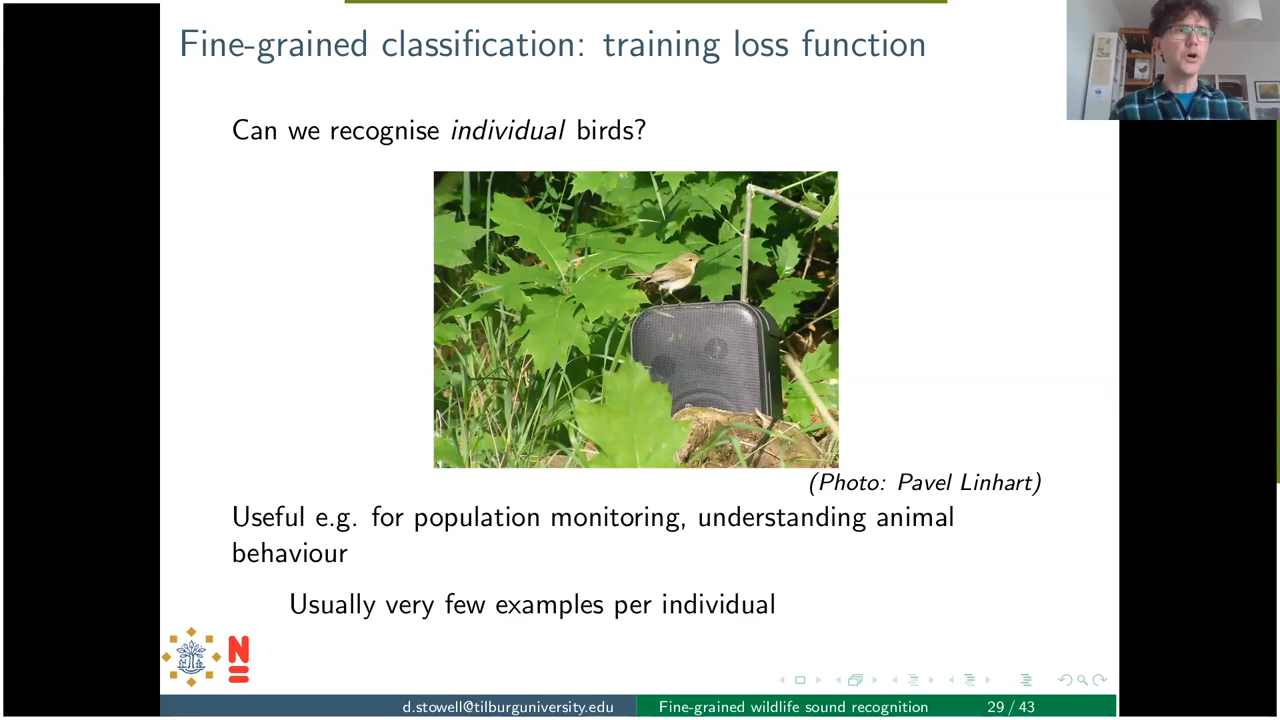 Fine-grained classification: training loss function
Can we recognise individual birds?
(Photo: Pavel Linhart)
Useful e.g. for population monitoring, understanding animal
behaviour
Usually very few examples per individual
d.stowell@tilburguniversity.edu
Fine-grained wildlife sound recognition
29 / 43